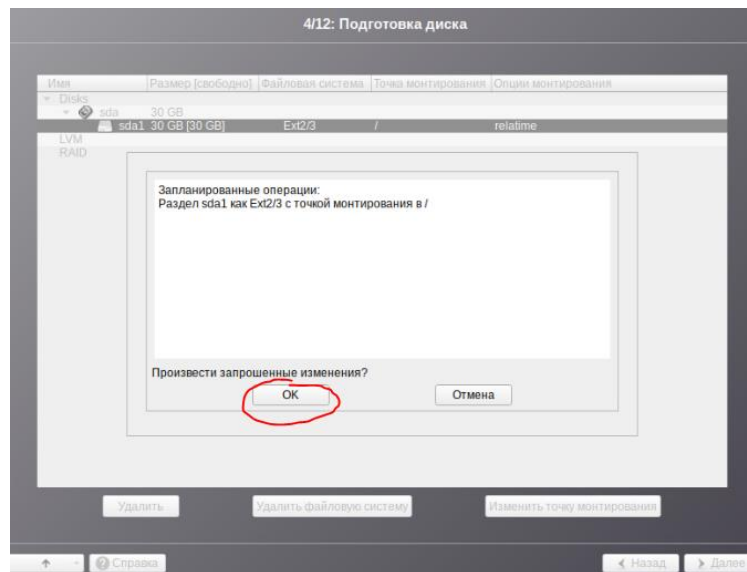 4/12: Подготовка диска
Имя Размер [свободно] Файловая система Точка монтирования Опции монтирования
Disks
sda 30 GB
sda1 30 GB [30 GB] Ext2/3 / relatime
LVM
RAID
Запланированные операции:
Раздел sda1 как Ext2/3 с точкой монтирования в /
Произвести запрошенные изменения?
OK Отмена
Удалить Удалить файловую систему Изменить точку монтирования
Справка Назад Далее